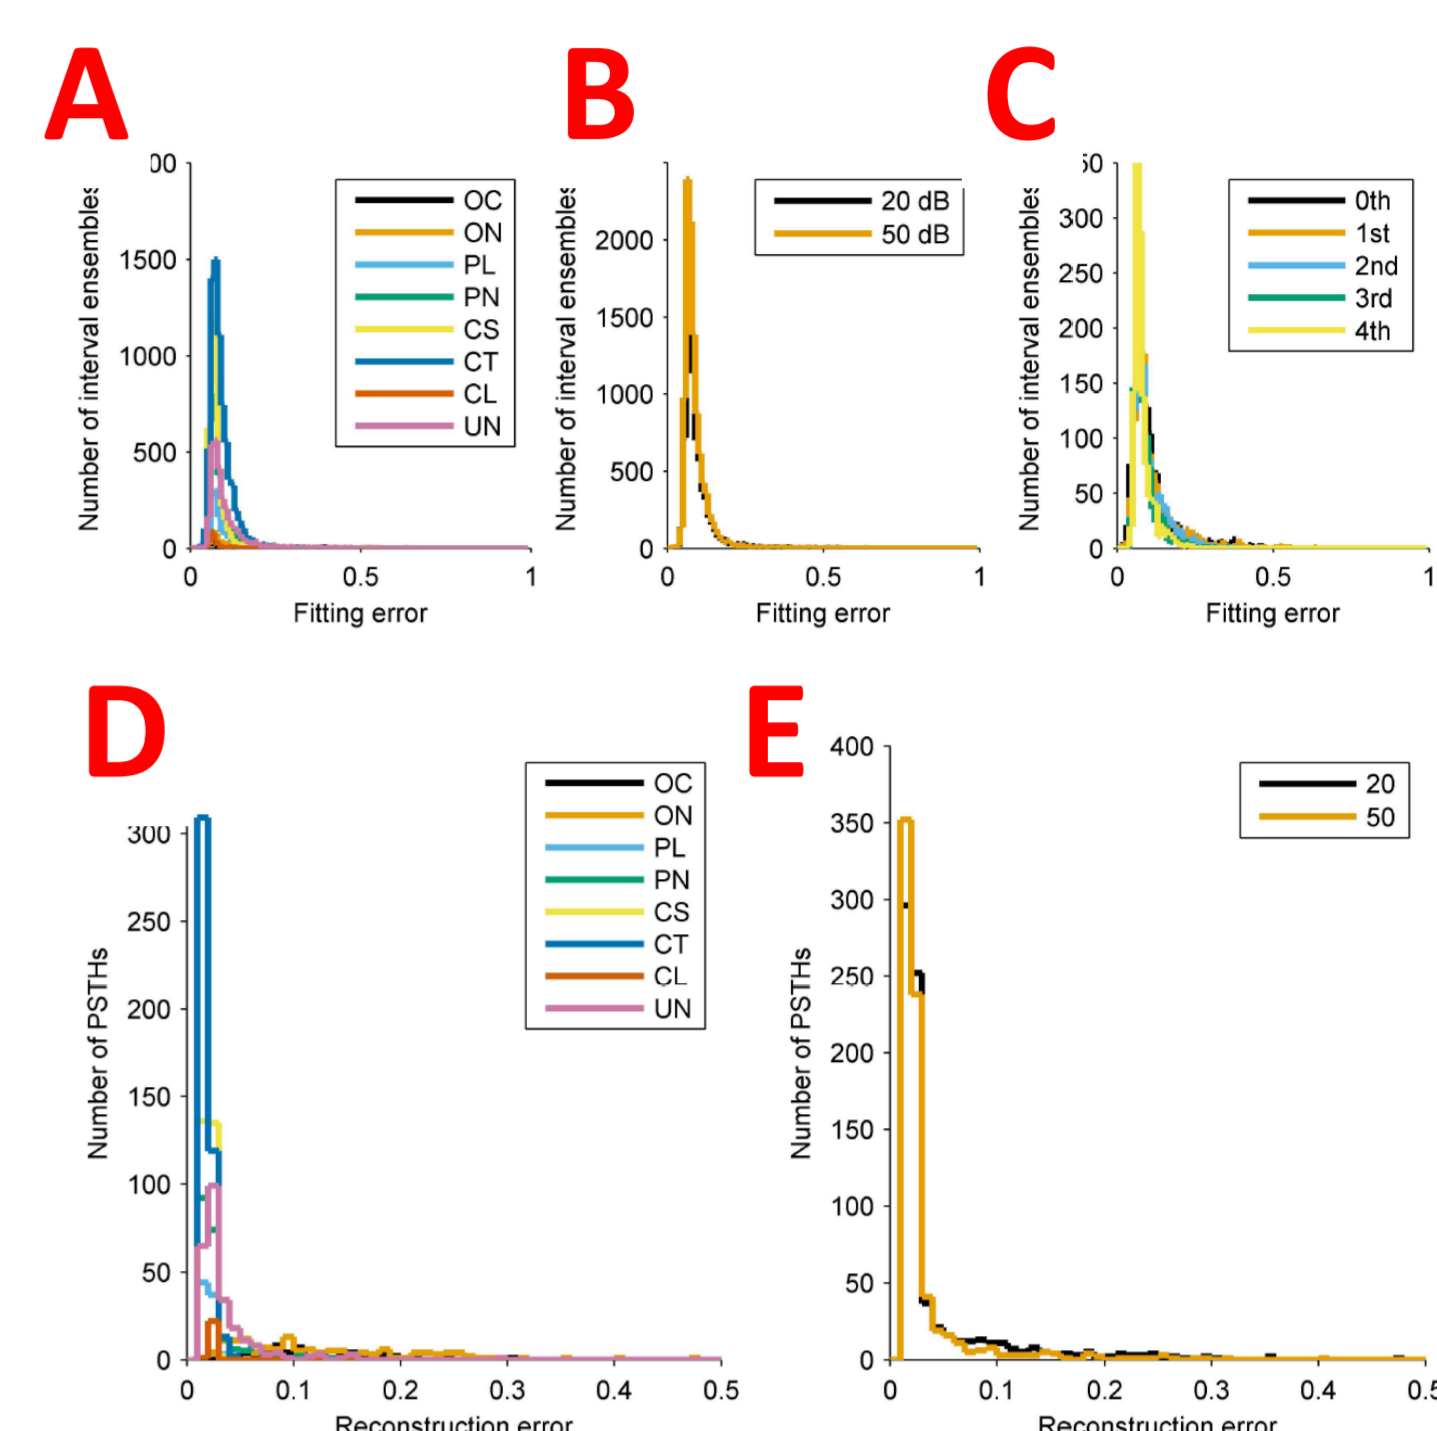 A
B
C
00
1500
1000
500
0
0
0.5
1
Number of interval ensembles
Fitting error
OC
ON
PL
PN
CS
CT
CL
UN
2000
1500
1000
500
0
0
0.5
1
Number of interval ensembles
Fitting error
20 dB
50 dB
50
300
250
200
150
100
50
0
0
0.5
1
Number of interval ensembles
Fitting error
0th
1st
2nd
3rd
4th
D
E
300
250
200
150
100
50
0
0
0.1
0.2
0.3
0.4
0.5
Number of PSTHs
Reconstruction error
OC
ON
PL
PN
CS
CT
CL
UN
400
350
300
250
200
150
100
50
0
0
0.1
0.2
0.3
0.4
0.5
Number of PSTHs
Reconstruction error
20
50